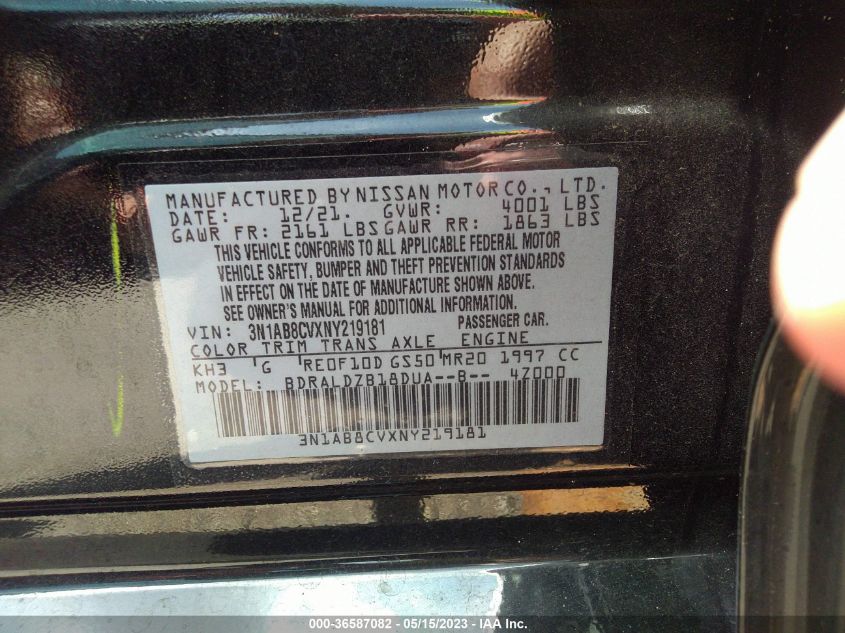 MANUFACTURED BY NISSAN MOTOR CO., LTD.
DATE: 12/21. GVWR: 4001 LBS
GAWR FR: 2161 LBS GAWR RR: 1863 LBS
THIS VEHICLE CONFORMS TO ALL APPLICABLE FEDERAL MOTOR
VEHICLE SAFETY, BUMPER AND THEFT PREVENTION STANDARDS
IN EFFECT ON THE DATE OF MANUFACTURE SHOWN ABOVE.
SEE OWNER'S MANUAL FOR ADDITIONAL INFORMATION.
VIN: 3N1AB8CVXNY219181 PASSENGER CAR.
COLOR TRIM TRANS AXLE ENGINE
KH3 G RE0F10D GS50 MR20 1997 CC
MODEL: BDRALDZB18DUA--B-- 4Z000
3N1AB8CVXNY219181
000-36587082 - 05/15/2023 - IAA Inc.